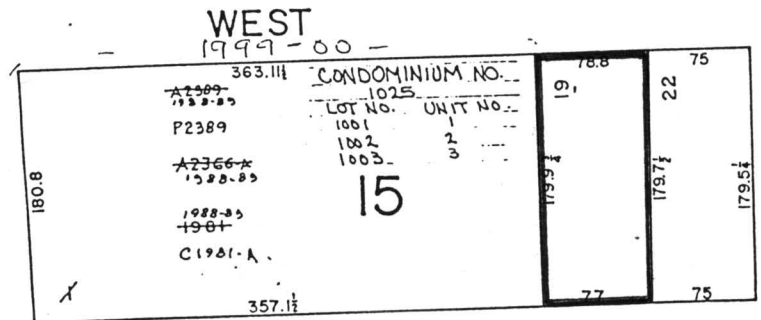 WEST
- 1999-00 -
363.11½ CONDOMINIUM NO. 78.8 75
A2389 1025
1988-89 LOT NO. UNIT NO.
P2389 1001 1
1002 2
A2366-A 1003 3
1988-89
15
19
22
180.8
179.9¼
179.7½
179.5¼
1988-89
1981
C1981-A.
X
357.1½ 77 75